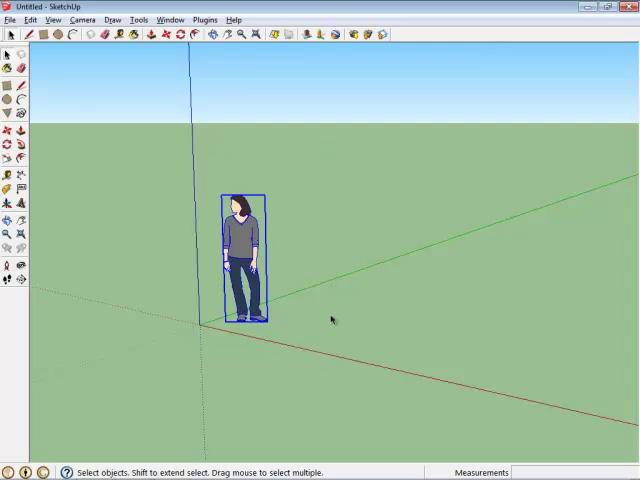 Untitled - SketchUp
File Edit View Camera Draw Tools Window Plugins Help
Select objects. Shift to extend select. Drag mouse to select multiple.
Measurements